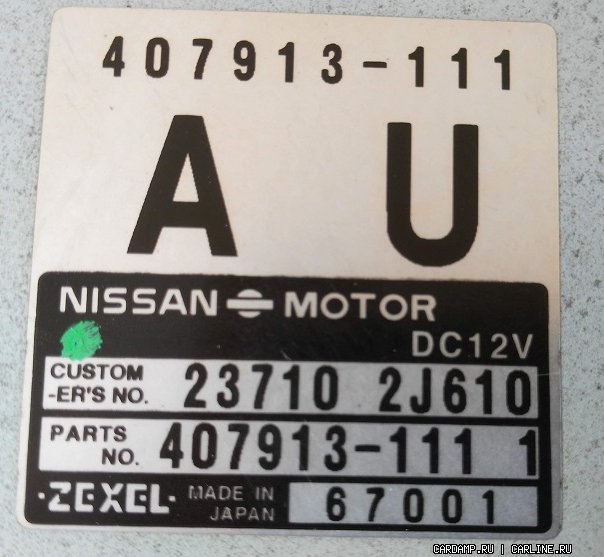 407913-111
A U
NISSAN MOTOR
DC12V
CUSTOM
-ER'S NO. 23710 2J610
PARTS
NO. 407913-111 1
·ZEXEL· MADE IN
JAPAN 67001
CARDAMP.RU | CARLINE.RU